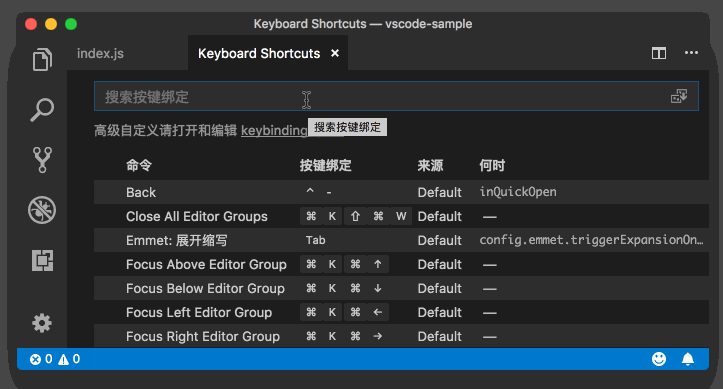 Keyboard Shortcuts — vscode-sample
index.js Keyboard Shortcuts ×
搜索按键绑定
高级自定义请打开和编辑 keybinding
搜索按键绑定
命令 按键绑定 来源 何时
Back ^ - Default inQuickOpen
Close All Editor Groups ⌘ K ⇧ ⌘ W Default —
Emmet: 展开缩写 Tab Default config.emmet.triggerExpansionOn…
Focus Above Editor Group ⌘ K ⌘ ↑ Default —
Focus Below Editor Group ⌘ K ⌘ ↓ Default —
Focus Left Editor Group ⌘ K ⌘ ← Default —
Focus Right Editor Group ⌘ K ⌘ → Default —
0 0